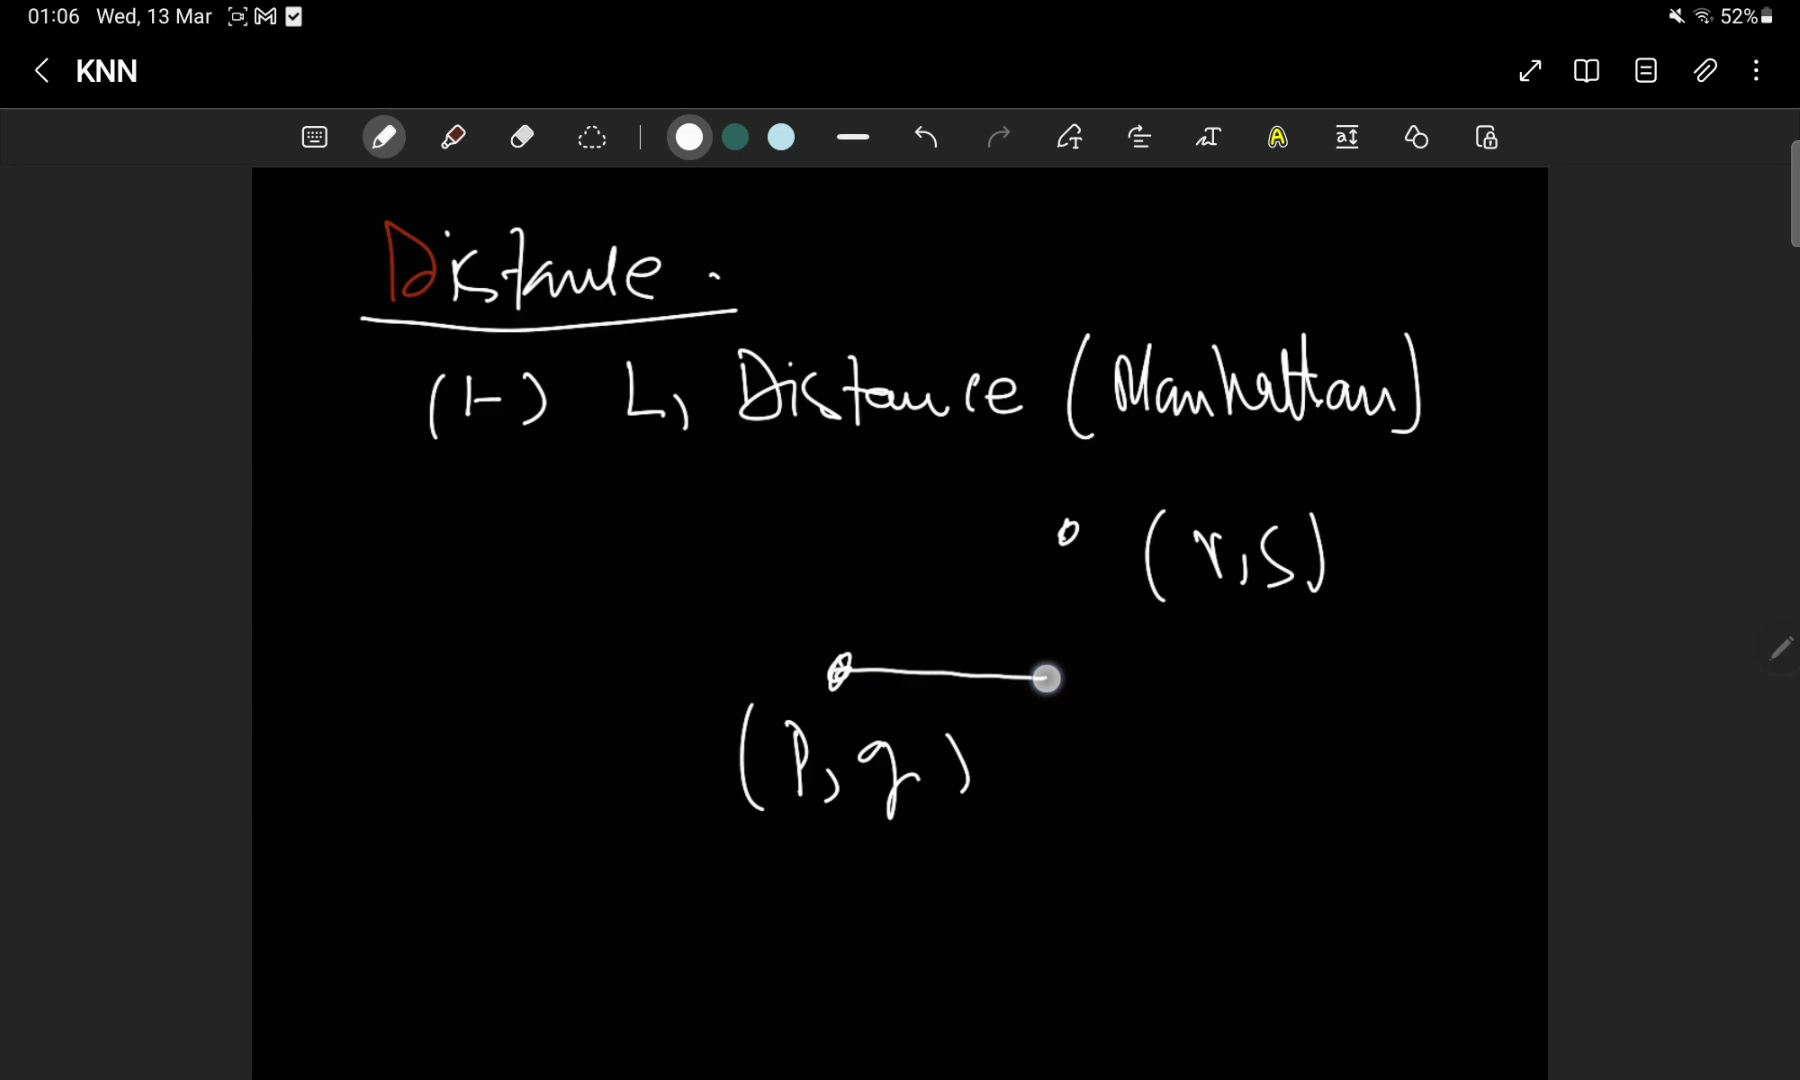 01:06 Wed, 13 Mar 52%
KNN
Distance .
(1-) L1 Distance (Manhattan)
(r,s)
(p,q)